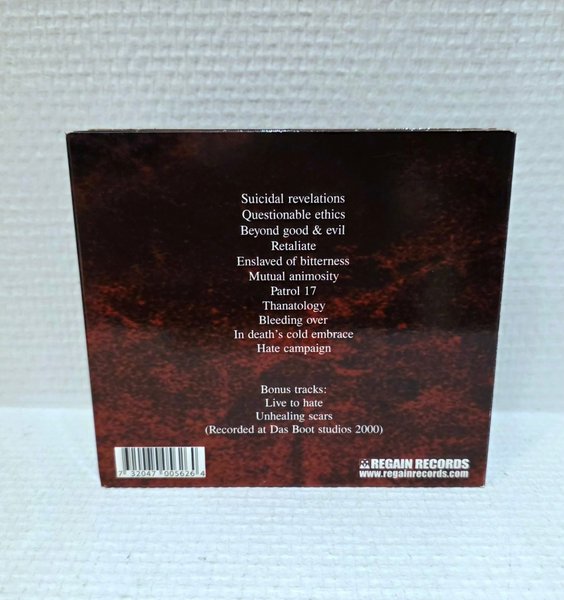 Suicidal revelations
Questionable ethics
Beyond good & evil
Retaliate
Enslaved of bitterness
Mutual animosity
Patrol 17
Thanatology
Bleeding over
In death's cold embrace
Hate campaign
Bonus tracks:
Live to hate
Unhealing scars
(Recorded at Das Boot studios 2000)
7 32047 00562 6 4
REGAIN RECORDS
www.regainrecords.com